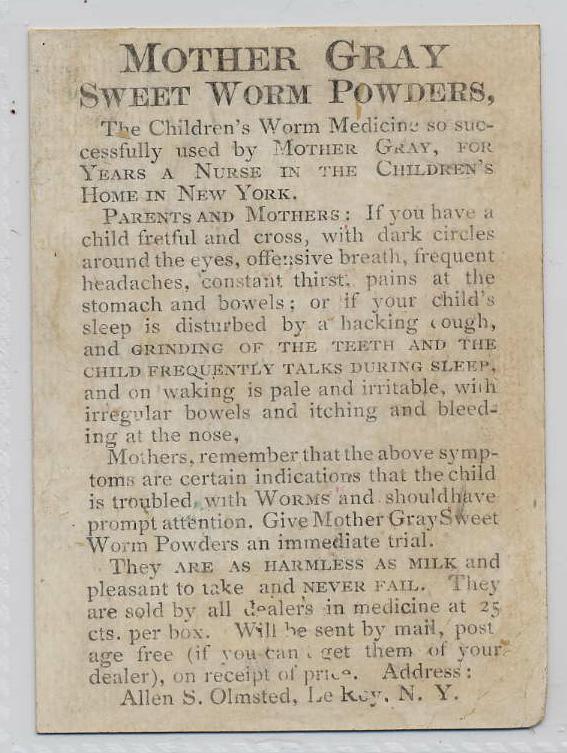 MOTHER GRAY
SWEET WORM POWDERS,
The Children's Worm Medicine so suc-
cessfully used by MOTHER GRAY, FOR
YEARS A NURSE IN THE CHILDREN'S
HOME IN NEW YORK.
PARENTS AND MOTHERS: If you have a
child fretful and cross, with dark circles
around the eyes, offensive breath, frequent
headaches, constant thirst, pains at the
stomach and bowels; or if your child's
sleep is disturbed by a hacking cough,
and GRINDING OF THE TEETH AND THE
CHILD FREQUENTLY TALKS DURING SLEEP,
and on waking is pale and irritable, with
irregular bowels and itching and bleed-
ing at the nose,
Mothers, remember that the above symp-
toms are certain indications that the child
is troubled with WORMS and should have
prompt attention. Give Mother Gray Sweet
Worm Powders an immediate trial.
They ARE AS HARMLESS AS MILK and
pleasant to take and NEVER FAIL. They
are sold by all dealers in medicine at 25
cts. per box. Will be sent by mail, post
age free (if you can t get them of your
dealer), on receipt of price. Address:
Allen S. Olmsted, Le Roy, N. Y.